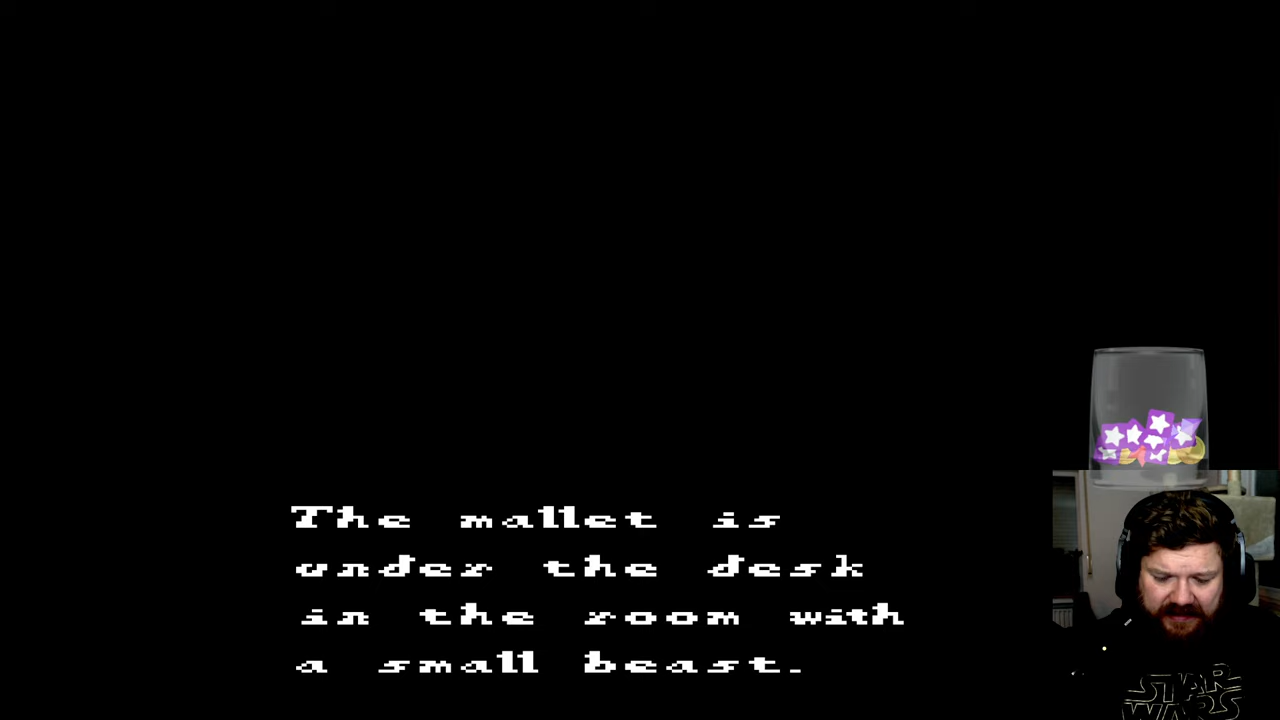 The mallet is
under the desk
in the room with
a small beast.
STAR
WARS